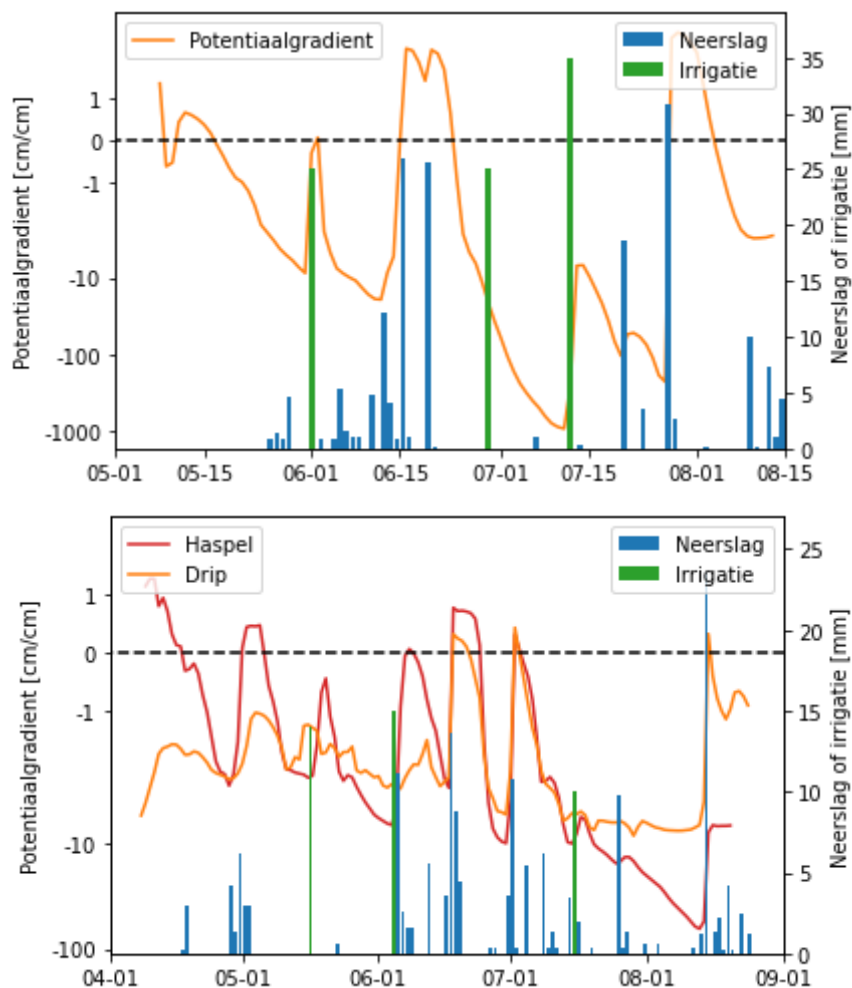 Potentiaalgradient
Neerslag
Irrigatie
Potentiaalgradient [cm/cm]
1
0
-1
-10
-100
-1000
Neerslag of irrigatie [mm]
35
30
25
20
15
10
5
0
05-01 05-15 06-01 06-15 07-01 07-15 08-01 08-15
Haspel
Drip
Neerslag
Irrigatie
Potentiaalgradient [cm/cm]
1
0
-1
-10
-100
Neerslag of irrigatie [mm]
25
20
15
10
5
0
04-01 05-01 06-01 07-01 08-01 09-01